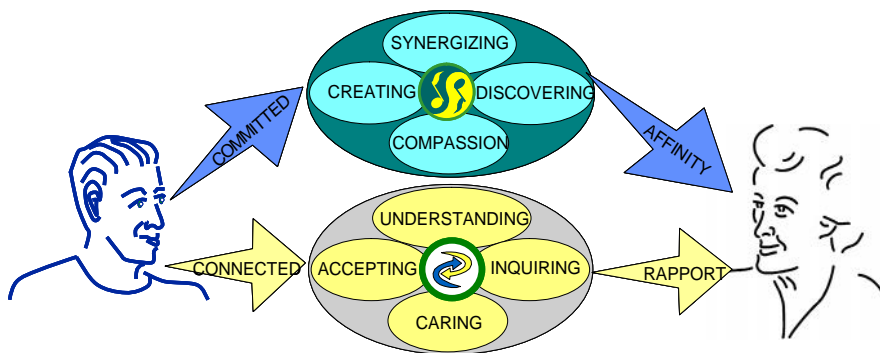 SYNERGIZING
CREATING
DISCOVERING
COMPASSION
COMMITTED
AFFINITY
UNDERSTANDING
CONNECTED
ACCEPTING
INQUIRING
RAPPORT
CARING